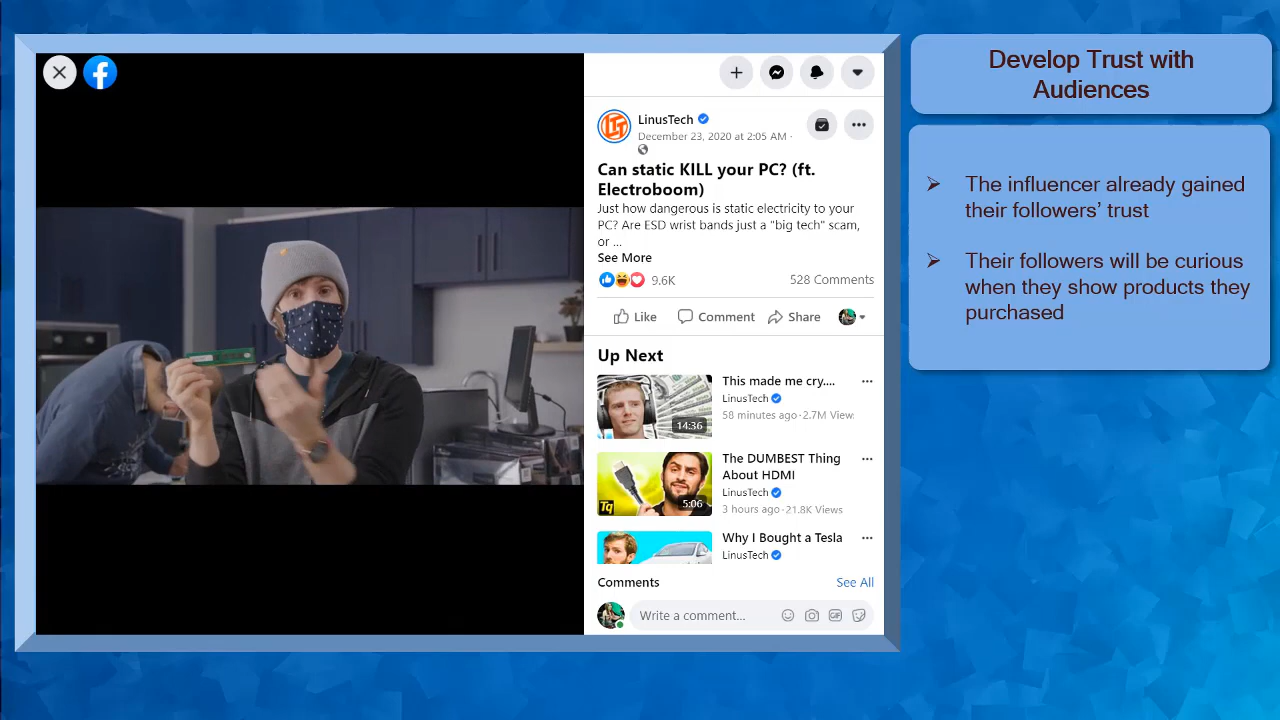 LinusTech
December 23, 2020 at 2:05 AM ·
Can static KILL your PC? (ft.
Electroboom)
Just how dangerous is static electricity to your
PC? Are ESD wrist bands just a "big tech" scam,
or ...
See More
9.6K
528 Comments
Like
Comment
Share
Up Next
This made me cry....
LinusTech
58 minutes ago · 2.7M Views
14:36
The DUMBEST Thing
About HDMI
LinusTech
3 hours ago · 21.8K Views
Tq
5:06
Why I Bought a Tesla
LinusTech
Comments
See All
Write a comment...
GIF
Develop Trust with
Audiences
➢ The influencer already gained
their followers’ trust
➢ Their followers will be curious
when they show products they
purchased